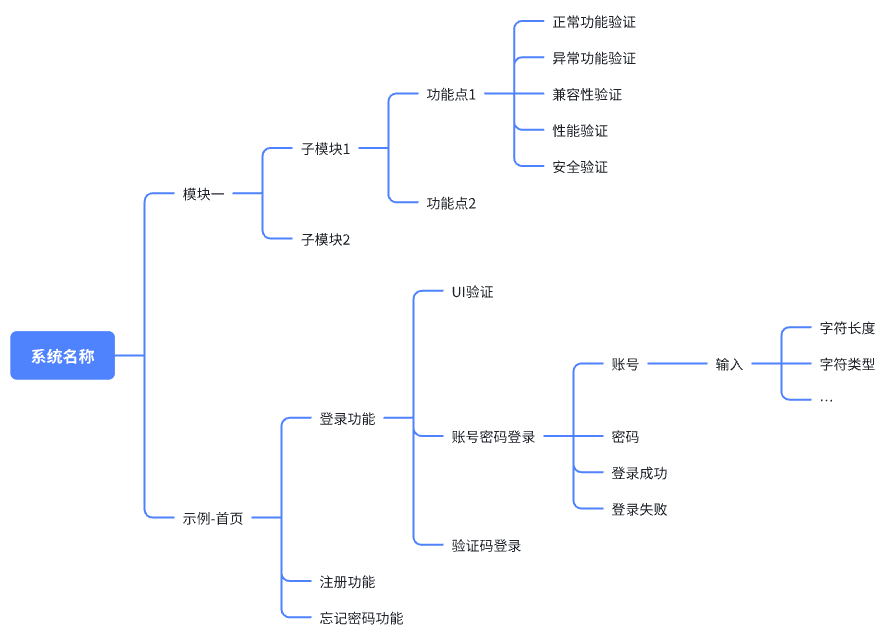 系统名称
模块一
子模块1
功能点1
正常功能验证
异常功能验证
兼容性验证
性能验证
安全验证
功能点2
子模块2
示例-首页
登录功能
UI验证
账号密码登录
账号
输入
字符长度
字符类型
...
密码
登录成功
登录失败
验证码登录
注册功能
忘记密码功能